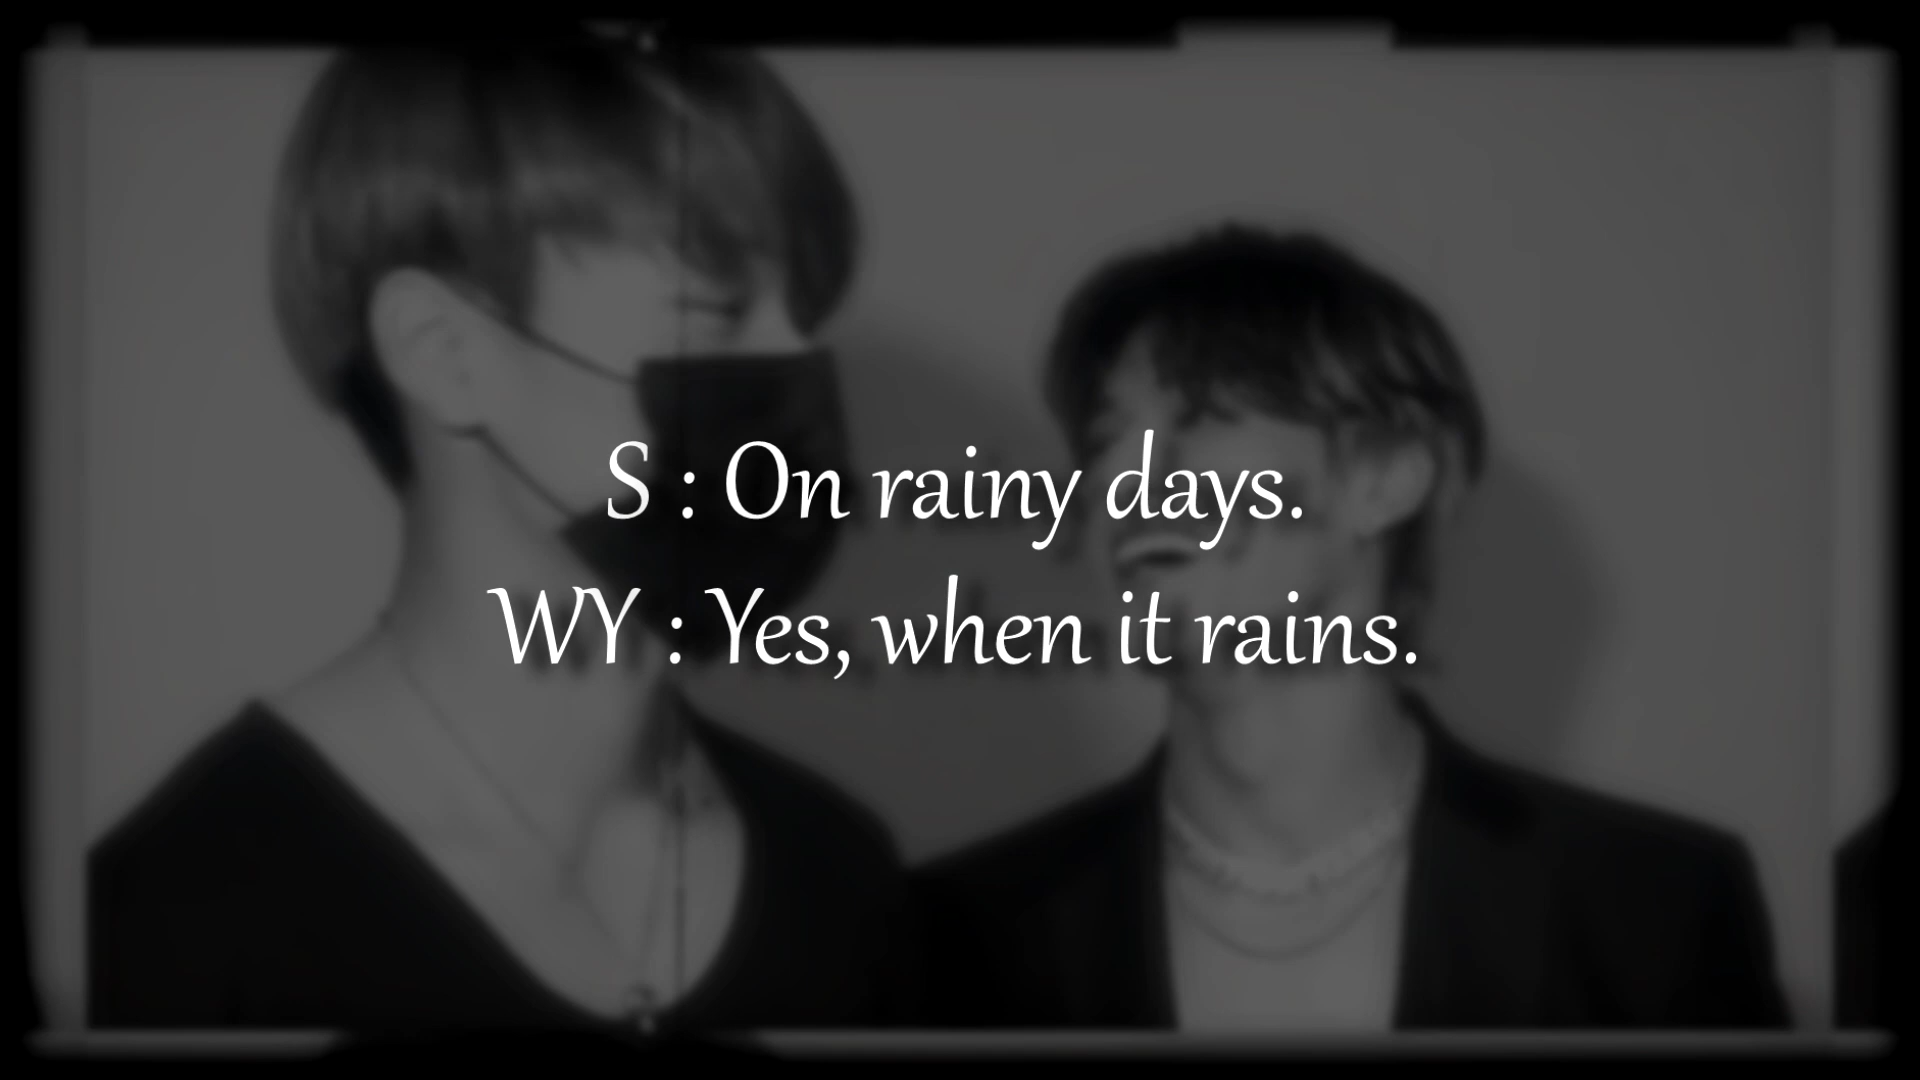 S : On rainy days.
WY : Yes, when it rains.